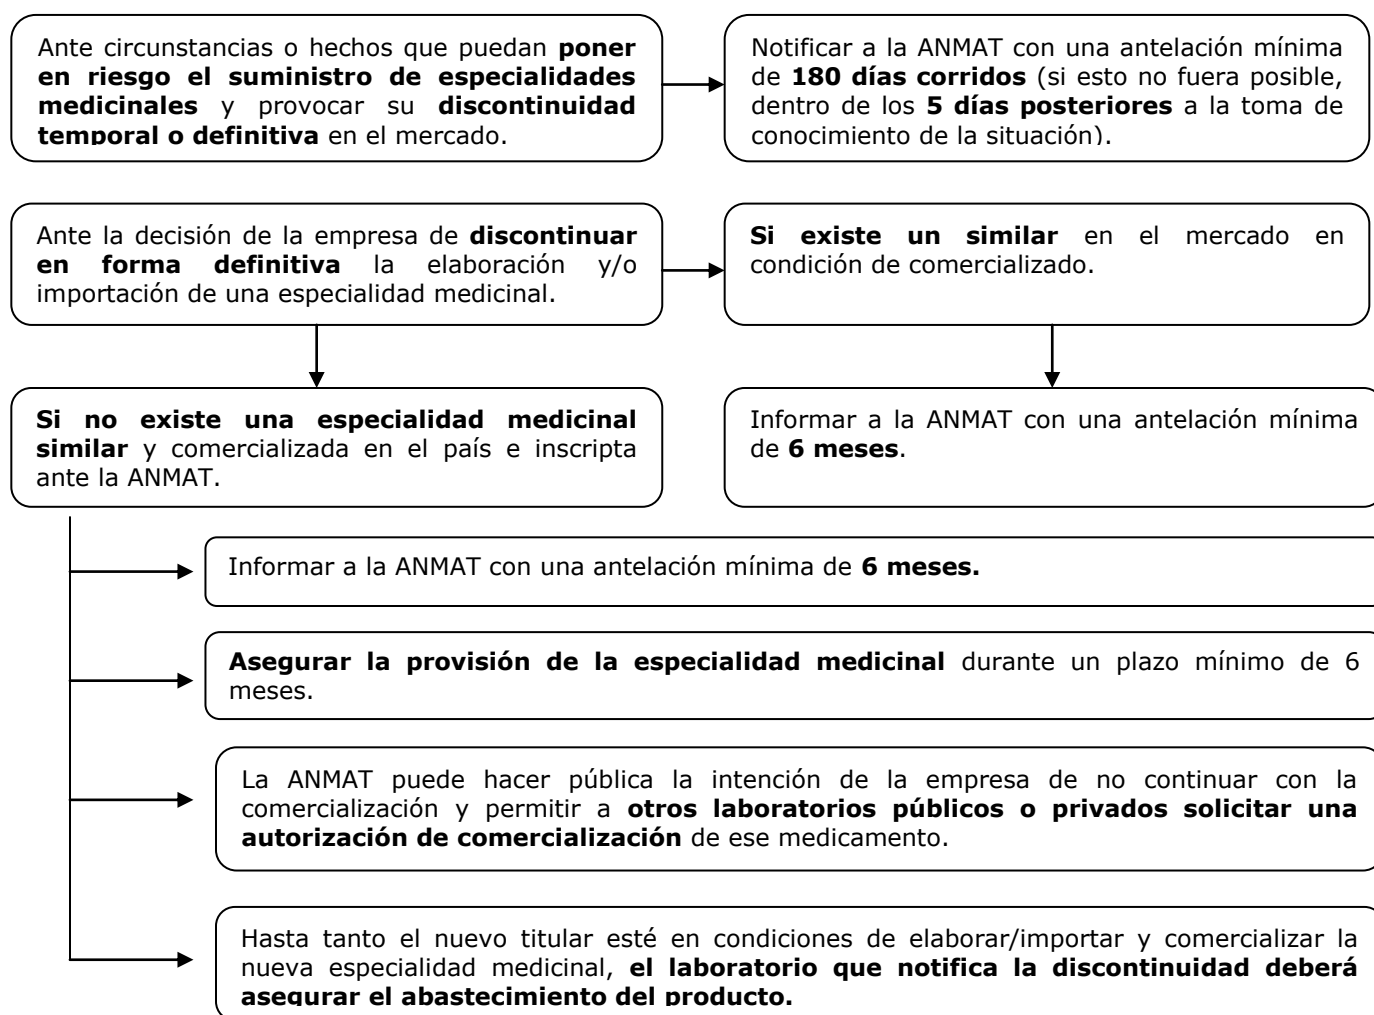 Ante circunstancias o hechos que puedan poner
en riesgo el suministro de especialidades
medicinales y provocar su discontinuidad
temporal o definitiva en el mercado.
Notificar a la ANMAT con una antelación mínima
de 180 días corridos (si esto no fuera posible,
dentro de los 5 días posteriores a la toma de
conocimiento de la situación).
Ante la decisión de la empresa de discontinuar
en forma definitiva la elaboración y/o
importación de una especialidad medicinal.
Si existe un similar en el mercado en
condición de comercializado.
Si no existe una especialidad medicinal
similar y comercializada en el país e inscripta
ante la ANMAT.
Informar a la ANMAT con una antelación mínima
de 6 meses.
Informar a la ANMAT con una antelación mínima de 6 meses.
Asegurar la provisión de la especialidad medicinal durante un plazo mínimo de 6
meses.
La ANMAT puede hacer pública la intención de la empresa de no continuar con la
comercialización y permitir a otros laboratorios públicos o privados solicitar una
autorización de comercialización de ese medicamento.
Hasta tanto el nuevo titular esté en condiciones de elaborar/importar y comercializar la
nueva especialidad medicinal, el laboratorio que notifica la discontinuidad deberá
asegurar el abastecimiento del producto.